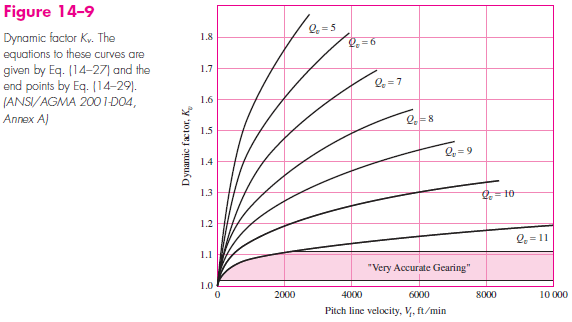 Figure 14–9
Dynamic factor Kv. The
equations to these curves are
given by Eq. (14–27) and the
end points by Eq. (14–29).
(ANSI/AGMA 2001-D04,
Annex A)
Dynamic factor, Kv
1.8
1.7
1.6
1.5
1.4
1.3
1.2
1.1
1.0
Qv = 5
Qv = 6
Qv = 7
Qv = 8
Qv = 9
Qv = 10
Qv = 11
"Very Accurate Gearing"
0
2000
4000
6000
8000
10 000
Pitch line velocity, Vt, ft/min